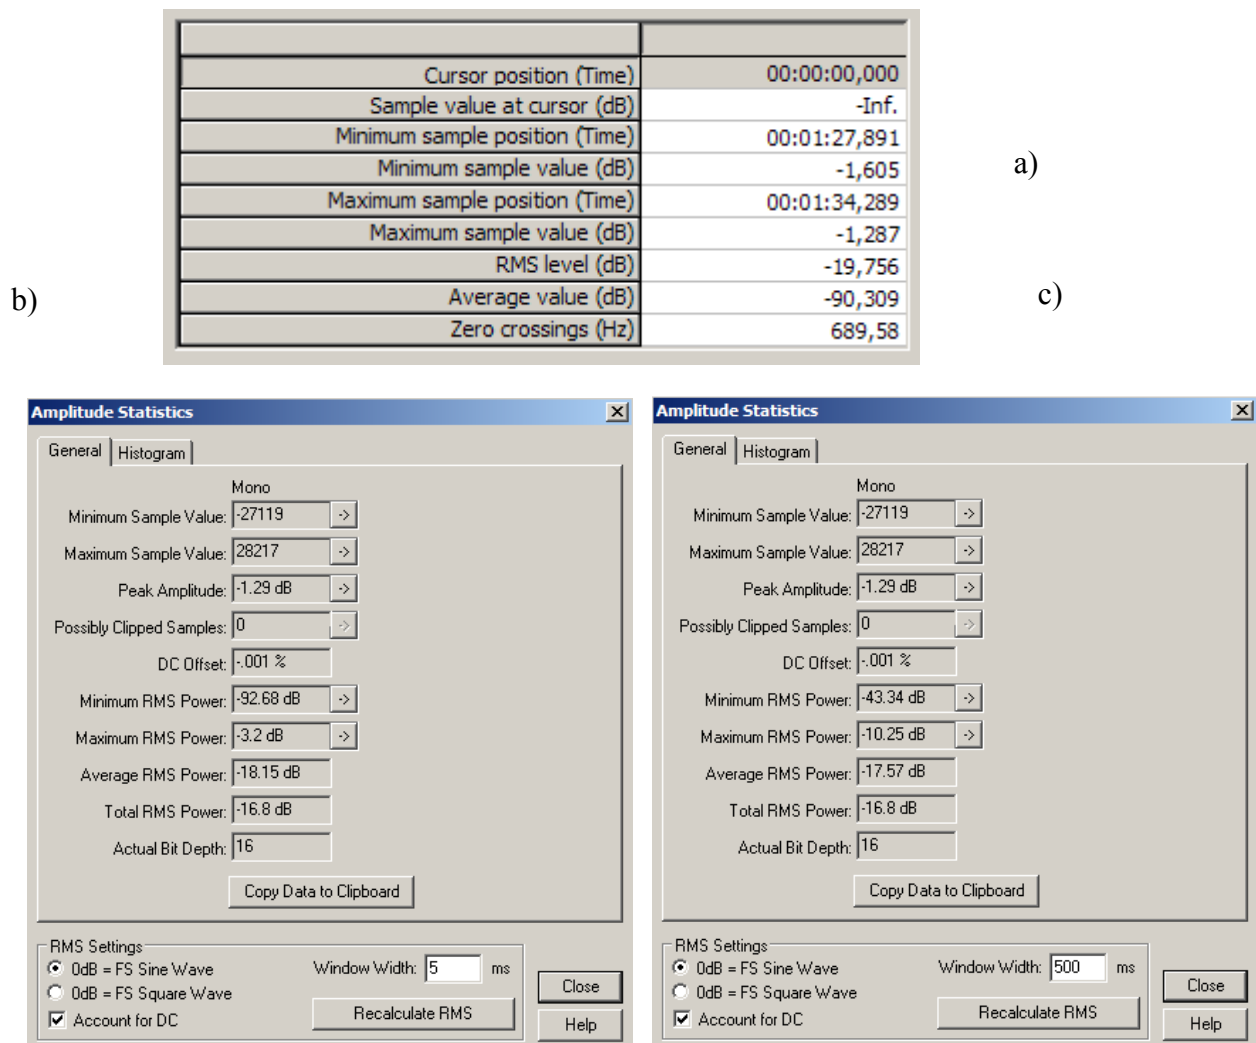 Cursor position (Time) 00:00:00,000
Sample value at cursor (dB) -Inf.
Minimum sample position (Time) 00:01:27,891
Minimum sample value (dB) -1,605
Maximum sample position (Time) 00:01:34,289
Maximum sample value (dB) -1,287
RMS level (dB) -19,756
Average value (dB) -90,309
Zero crossings (Hz) 689,58
a)
b)
c)
Amplitude Statistics
General Histogram
Mono
Minimum Sample Value: -27119 ->
Maximum Sample Value: 28217 ->
Peak Amplitude: -1.29 dB ->
Possibly Clipped Samples: 0 ->
DC Offset: -.001 %
Minimum RMS Power: -92.68 dB ->
Maximum RMS Power: -3.2 dB ->
Average RMS Power: -18.15 dB
Total RMS Power: -16.8 dB
Actual Bit Depth: 16
Copy Data to Clipboard
RMS Settings
0dB = FS Sine Wave
0dB = FS Square Wave
Account for DC
Window Width: 5 ms
Recalculate RMS
Close
Help
Amplitude Statistics
General Histogram
Mono
Minimum Sample Value: -27119 ->
Maximum Sample Value: 28217 ->
Peak Amplitude: -1.29 dB ->
Possibly Clipped Samples: 0 ->
DC Offset: -.001 %
Minimum RMS Power: -43.34 dB ->
Maximum RMS Power: -10.25 dB ->
Average RMS Power: -17.57 dB
Total RMS Power: -16.8 dB
Actual Bit Depth: 16
Copy Data to Clipboard
RMS Settings
0dB = FS Sine Wave
0dB = FS Square Wave
Account for DC
Window Width: 500 ms
Recalculate RMS
Close
Help